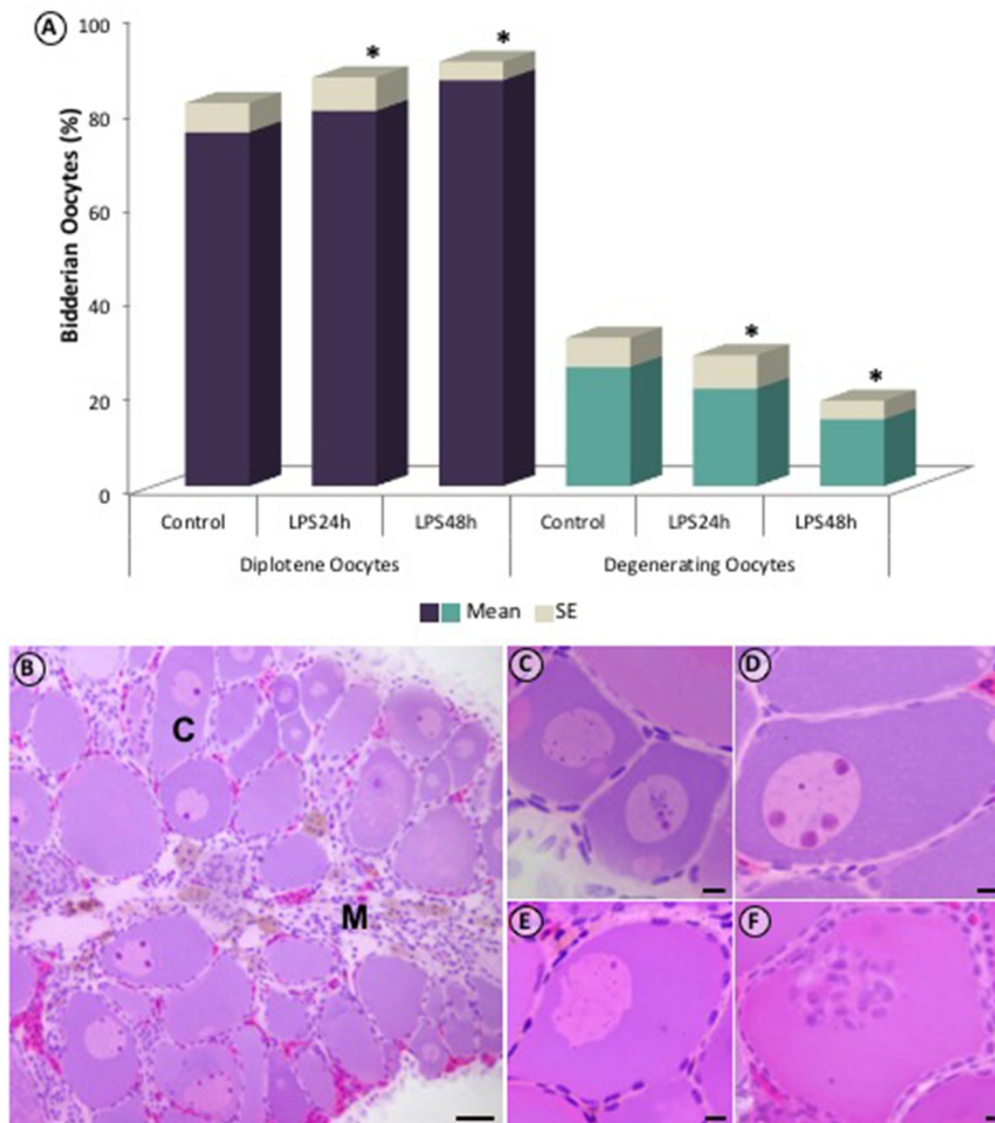 A
Bidderian Oocytes (%)
100
80
60
40
20
0
* * * *
Control LPS24h LPS48h Control LPS24h LPS48h
Diplotene Oocytes Degenerating Oocytes
Mean SE
B C D
C
M
E F